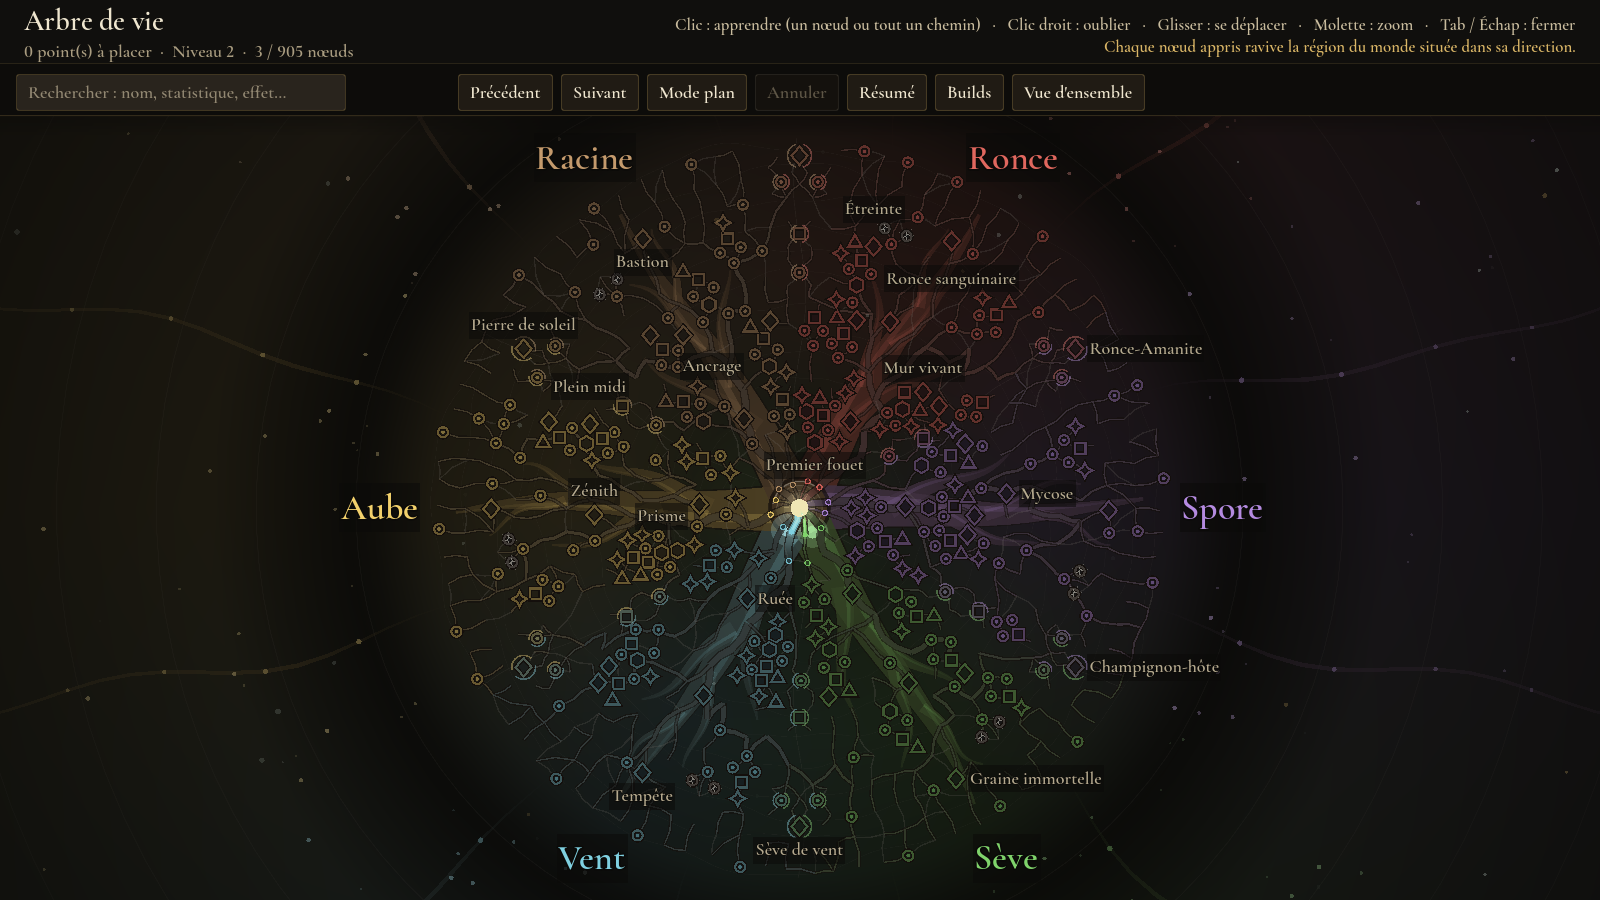 Arbre de vie
0 point(s) à placer · Niveau 2 · 3 / 905 nœuds
Clic : apprendre (un nœud ou tout un chemin) · Clic droit : oublier · Glisser : se déplacer · Molette : zoom · Tab / Échap : fermer
Chaque nœud appris ravive la région du monde située dans sa direction.
Rechercher : nom, statistique, effet...
Précédent
Suivant
Mode plan
Annuler
Résumé
Builds
Vue d'ensemble
Racine
Ronce
Étreinte
Bastion
Ronce sanguinaire
Pierre de soleil
Ronce-Amanite
Ancrage
Mur vivant
Plein midi
Premier fouet
Zénith
Mycose
Aube
Prisme
Spore
Ruée
Champignon-hôte
Graine immortelle
Tempête
Sève de vent
Vent
Sève